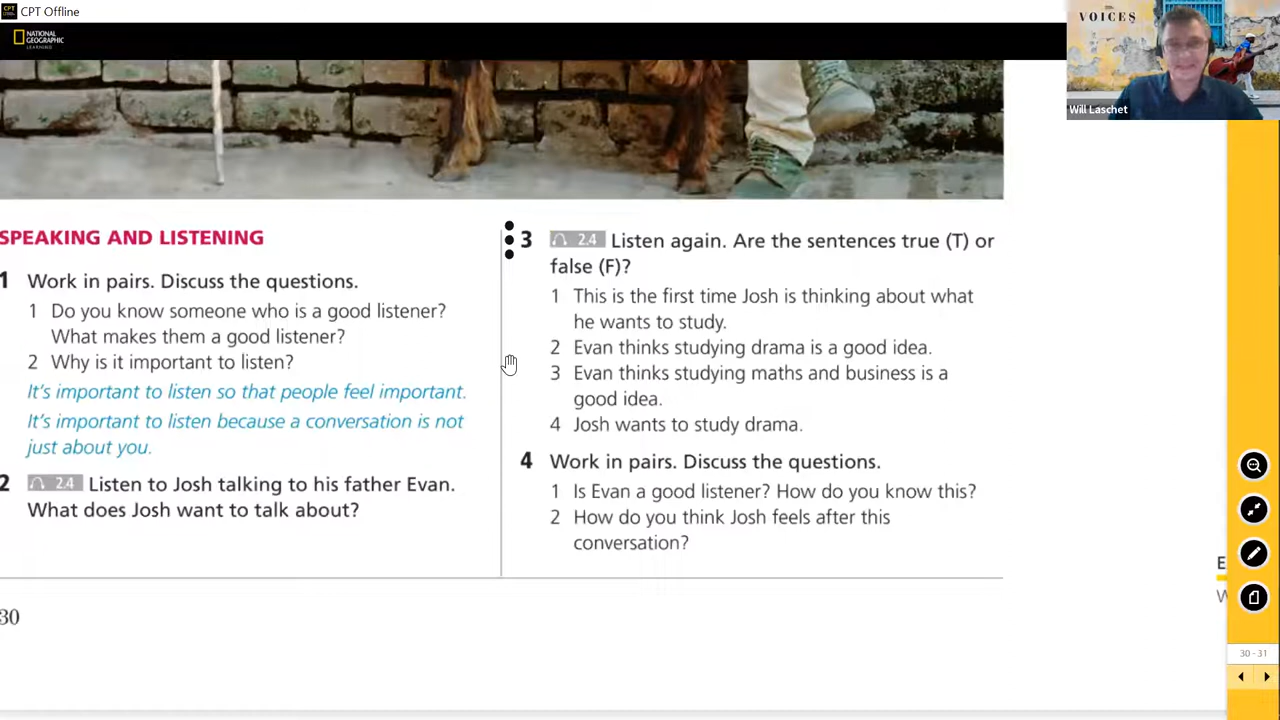 CPT Offline
NATIONAL
GEOGRAPHIC
LEARNING
VOICES
Will Laschet
SPEAKING AND LISTENING
1 Work in pairs. Discuss the questions.
1 Do you know someone who is a good listener?
What makes them a good listener?
2 Why is it important to listen?
It's important to listen so that people feel important.
It's important to listen because a conversation is not
just about you.
2 2.4 Listen to Josh talking to his father Evan.
What does Josh want to talk about?
3 2.4 Listen again. Are the sentences true (T) or
false (F)?
1 This is the first time Josh is thinking about what
he wants to study.
2 Evan thinks studying drama is a good idea.
3 Evan thinks studying maths and business is a
good idea.
4 Josh wants to study drama.
4 Work in pairs. Discuss the questions.
1 Is Evan a good listener? How do you know this?
2 How do you think Josh feels after this
conversation?
30
E
W
30 - 31